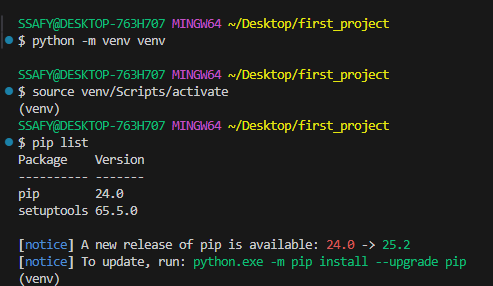 SSAFY@DESKTOP-763H707 MINGW64 ~/Desktop/first_project
$ python -m venv venv
SSAFY@DESKTOP-763H707 MINGW64 ~/Desktop/first_project
$ source venv/Scripts/activate
(venv)
SSAFY@DESKTOP-763H707 MINGW64 ~/Desktop/first_project
$ pip list
Package    Version
---------- -------
pip        24.0
setuptools 65.5.0
[notice] A new release of pip is available: 24.0 -> 25.2
[notice] To update, run: python.exe -m pip install --upgrade pip
(venv)